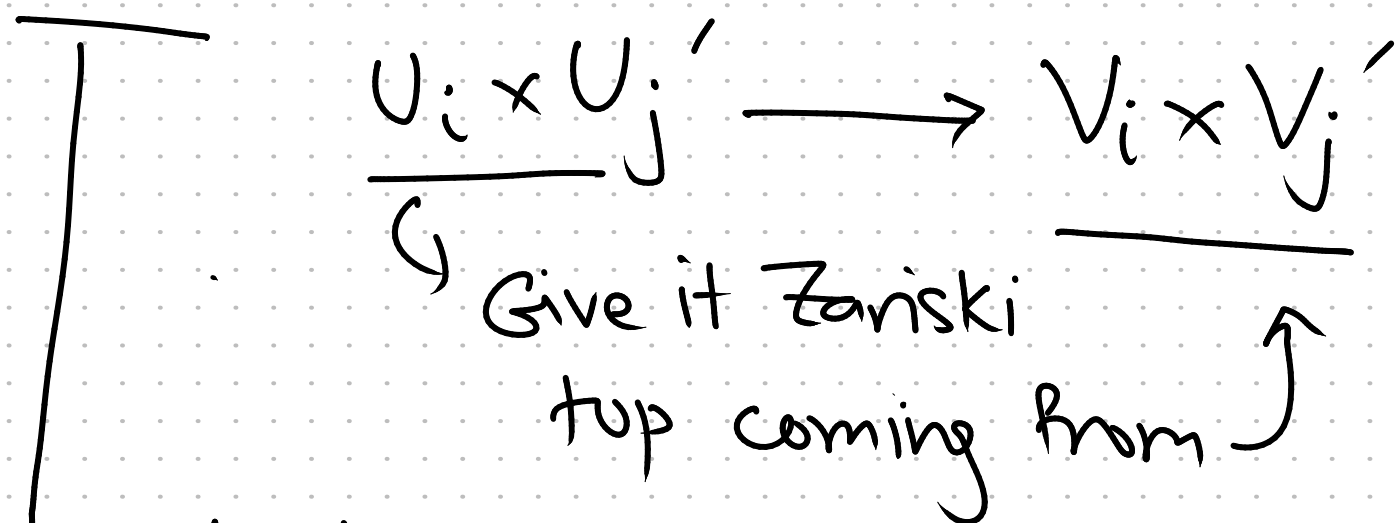 U_i × U_j' ⟶ V_i × V_j'
Give it Zariski
top coming from